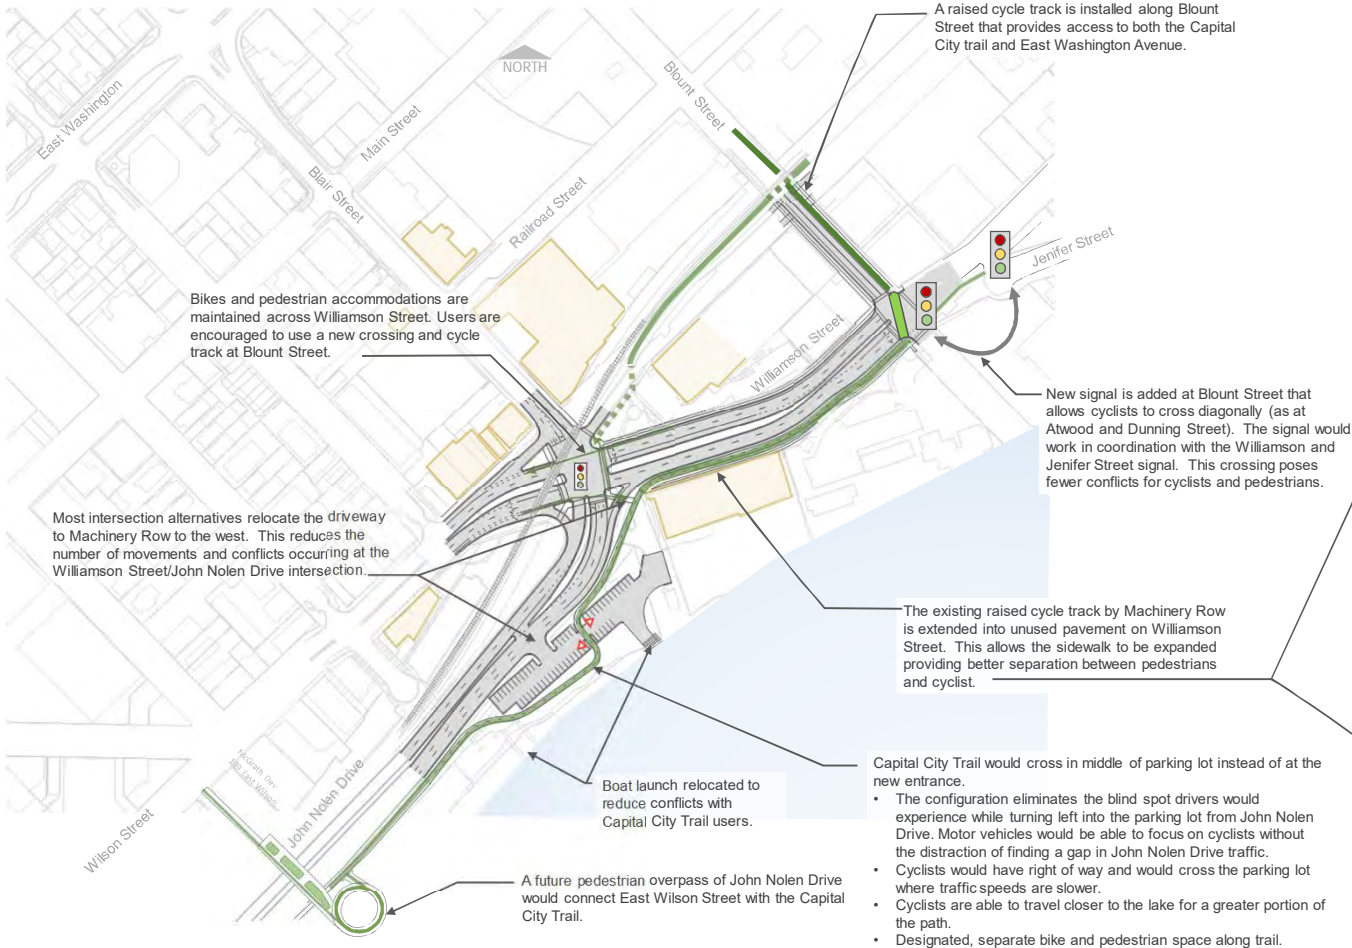 A raised cycle track is installed along Blount
Street that provides access to both the Capital
City trail and East Washington Avenue.
NORTH
Blount Street
East Washington
Main Street
Blair Street
Railroad Street
Jenifer Street
Williamson Street
Bikes and pedestrian accommodations are
maintained across Williamson Street. Users are
encouraged to use a new crossing and cycle
track at Blount Street.
New signal is added at Blount Street that
allows cyclists to cross diagonally (as at
Atwood and Dunning Street). The signal would
work in coordination with the Williamson and
Jenifer Street signal. This crossing poses
fewer conflicts for cyclists and pedestrians.
Most intersection alternatives relocate the driveway
to Machinery Row to the west. This reduces the
number of movements and conflicts occurring at the
Williamson Street/John Nolen Drive intersection.
The existing raised cycle track by Machinery Row
is extended into unused pavement on Williamson
Street. This allows the sidewalk to be expanded
providing better separation between pedestrians
and cyclist.
McGrath Dev
East Wilson
John Nolen Drive
Wilson Street
Boat launch relocated to
reduce conflicts with
Capital City Trail users.
Capital City Trail would cross in middle of parking lot instead of at the
new entrance.
• The configuration eliminates the blind spot drivers would
experience while turning left into the parking lot from John Nolen
Drive. Motor vehicles would be able to focus on cyclists without
the distraction of finding a gap in John Nolen Drive traffic.
• Cyclists would have right of way and would cross the parking lot
where traffic speeds are slower.
• Cyclists are able to travel closer to the lake for a greater portion of
the path.
• Designated, separate bike and pedestrian space along trail.
A future pedestrian overpass of John Nolen Drive
would connect East Wilson Street with the Capital
City Trail.